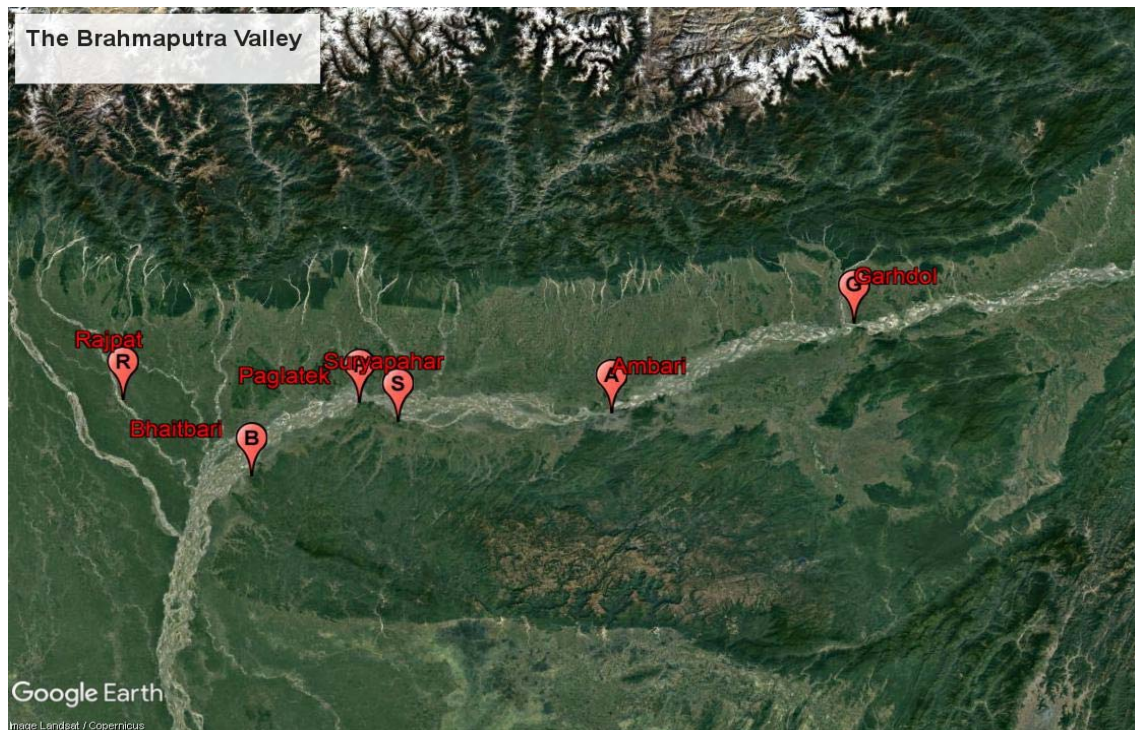 The Brahmaputra Valley
Garhdol
G
Rajpat
R
Suryapahar
Paglatek
S
Ambari
A
Bhaitbari
B
Google Earth
Image Landsat / Copernicus